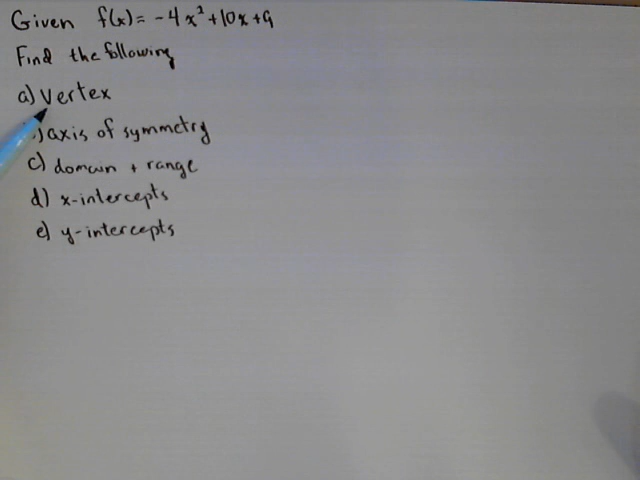 Given f(x)= -4x²+10x+9
Find the following
a) Vertex
) axis of symmetry
c) domain + range
d) x-intercepts
e) y-intercepts